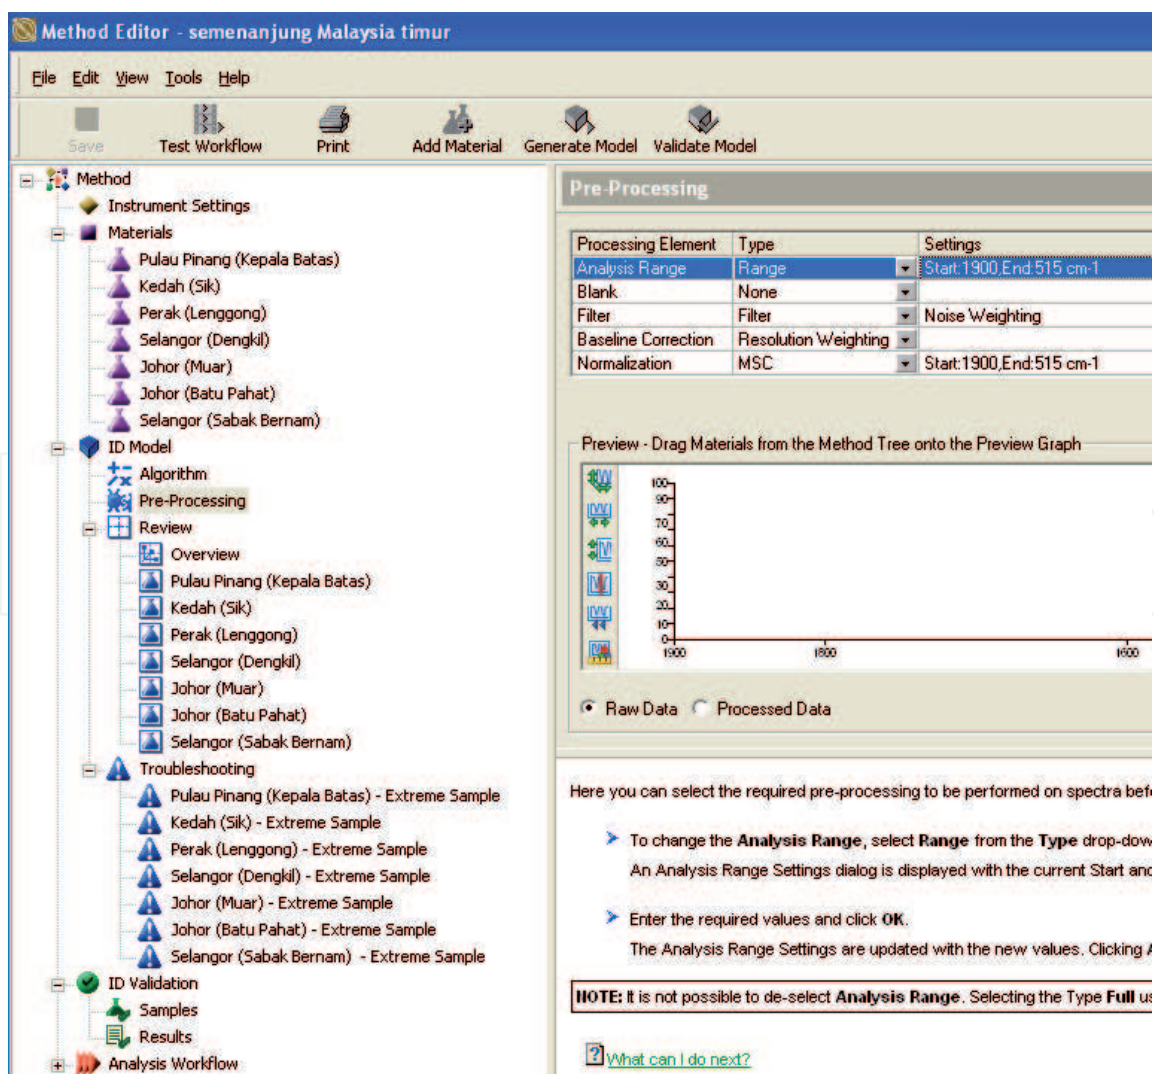 Method Editor - semenanjung Malaysia timur
File Edit View Tools Help
Save Test Workflow Print Add Material Generate Model Validate Model
Method
Instrument Settings
Materials
Pulau Pinang (Kepala Batas)
Kedah (Sik)
Perak (Lenggong)
Selangor (Dengkil)
Johor (Muar)
Johor (Batu Pahat)
Selangor (Sabak Bernam)
ID Model
Algorithm
Pre-Processing
Review
Overview
Pulau Pinang (Kepala Batas)
Kedah (Sik)
Perak (Lenggong)
Selangor (Dengkil)
Johor (Muar)
Johor (Batu Pahat)
Selangor (Sabak Bernam)
Troubleshooting
Pulau Pinang (Kepala Batas) - Extreme Sample
Kedah (Sik) - Extreme Sample
Perak (Lenggong) - Extreme Sample
Selangor (Dengkil) - Extreme Sample
Johor (Muar) - Extreme Sample
Johor (Batu Pahat) - Extreme Sample
Selangor (Sabak Bernam) - Extreme Sample
ID Validation
Samples
Results
Analysis Workflow
Pre-Processing
Processing Element Type Settings
Analysis Range Range Start:1900,End:515 cm-1
Blank None
Filter Filter Noise Weighting
Baseline Correction Resolution Weighting
Normalization MSC Start:1900,End:515 cm-1
Preview - Drag Materials from the Method Tree onto the Preview Graph
100
90
70
60
50
30
20
10
0
1900 1800 1600
Raw Data Processed Data
Here you can select the required pre-processing to be performed on spectra bef
To change the Analysis Range, select Range from the Type drop-dow
An Analysis Range Settings dialog is displayed with the current Start and
Enter the required values and click OK.
The Analysis Range Settings are updated with the new values. Clicking A
NOTE: It is not possible to de-select Analysis Range. Selecting the Type Full us
What can I do next?